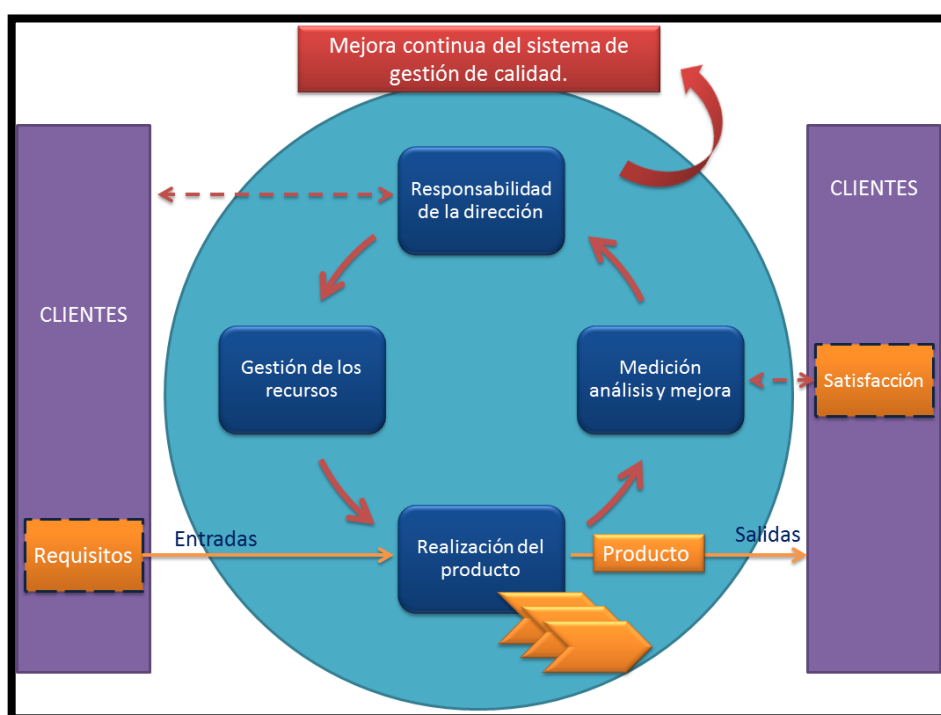 Mejora continua del sistema de
gestión de calidad.
Responsabilidad
de la dirección
CLIENTES
CLIENTES
Gestión de los
recursos
Medición
análisis y mejora
Satisfacción
Requisitos
Entradas
Realización del
producto
Producto
Salidas